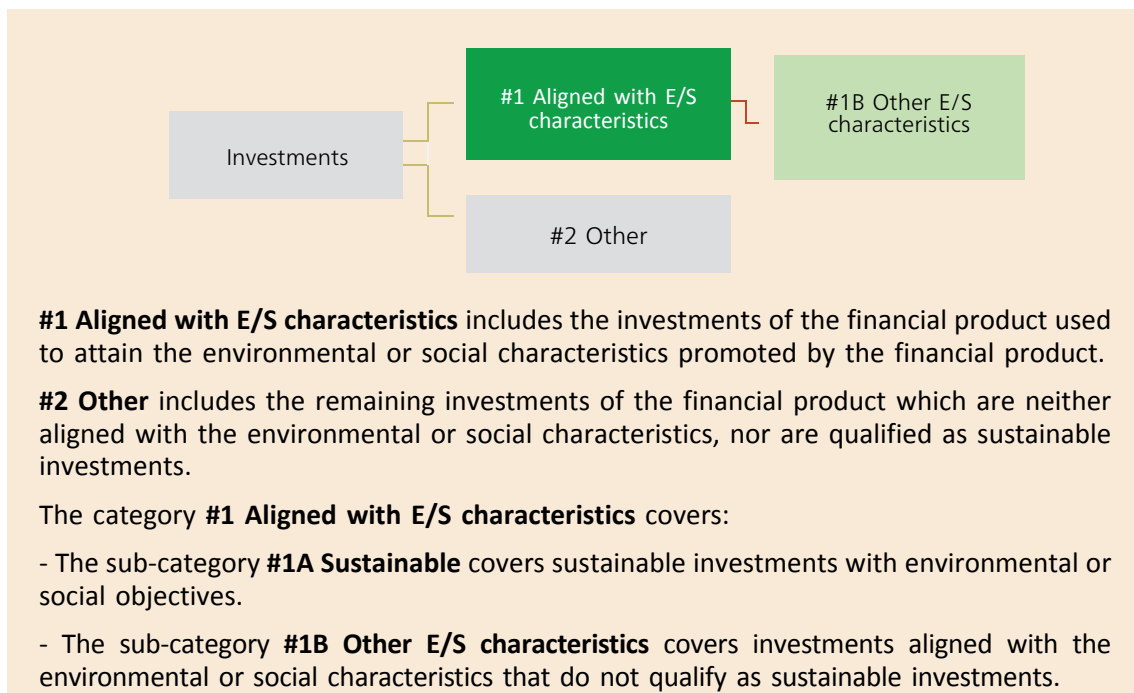 #1 Aligned with E/S
characteristics
#1B Other E/S
characteristics
Investments
#2 Other
#1 Aligned with E/S characteristics includes the investments of the financial product used
to attain the environmental or social characteristics promoted by the financial product.
#2 Other includes the remaining investments of the financial product which are neither
aligned with the environmental or social characteristics, nor are qualified as sustainable
investments.
The category #1 Aligned with E/S characteristics covers:
- The sub-category #1A Sustainable covers sustainable investments with environmental or
social objectives.
- The sub-category #1B Other E/S characteristics covers investments aligned with the
environmental or social characteristics that do not qualify as sustainable investments.